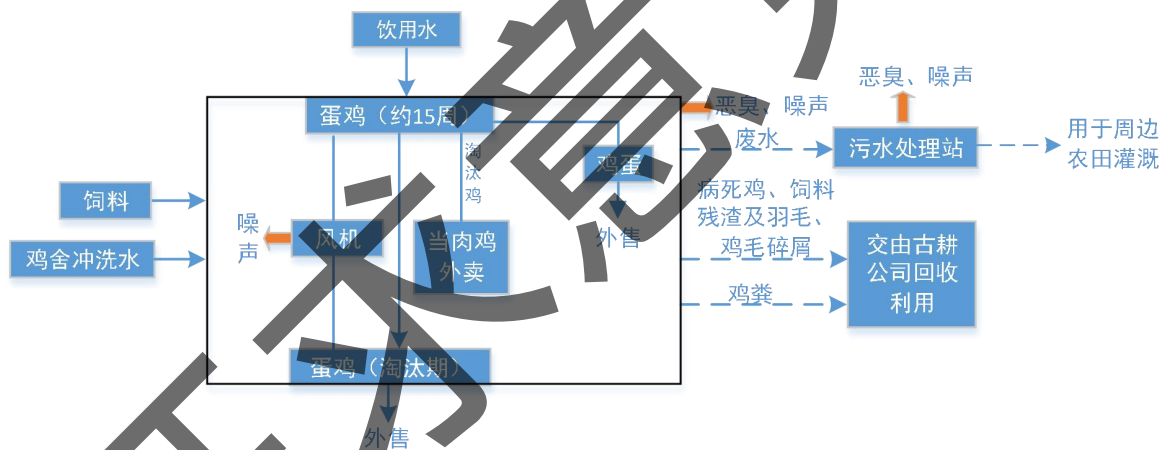 饮用水
恶臭、噪声
蛋鸡（约15周）
恶臭、噪声
废水
污水处理站
用于周边
农田灌溉
淘
汰
鸡
鸡蛋
外售
饲料
鸡舍冲洗水
噪
声
风机
当肉鸡
外卖
病死鸡、饲料
残渣及羽毛、
鸡毛碎屑
鸡粪
交由古耕
公司回收
利用
蛋鸡（淘汰期）
外售